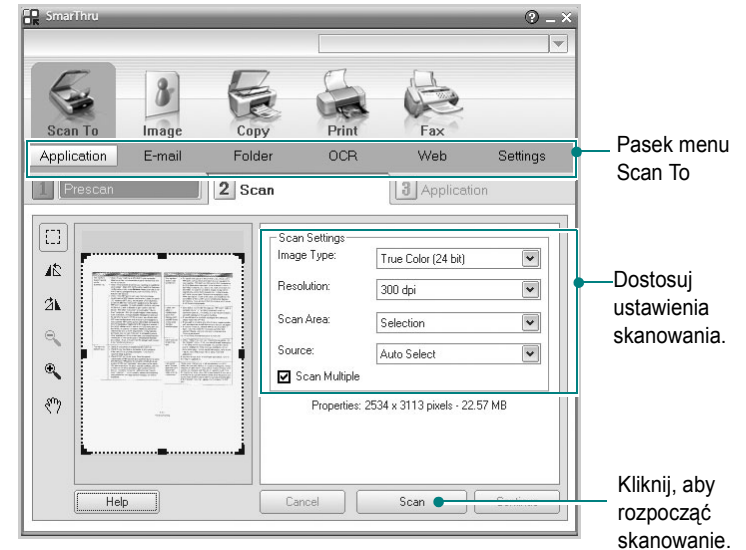 SmarThru
Scan To Image Copy Print Fax
Application E-mail Folder OCR Web Settings
Pasek menu
Scan To
1 Prescan 2 Scan 3 Application
Scan Settings
Image Type: True Color (24 bit)
Resolution: 300 dpi
Scan Area: Selection
Source: Auto Select
Scan Multiple
Properties: 2534 x 3113 pixels - 22.57 MB
Dostosuj
ustawienia
skanowania.
Help Cancel Scan Continue
Kliknij, aby
rozpocząć
skanowanie.